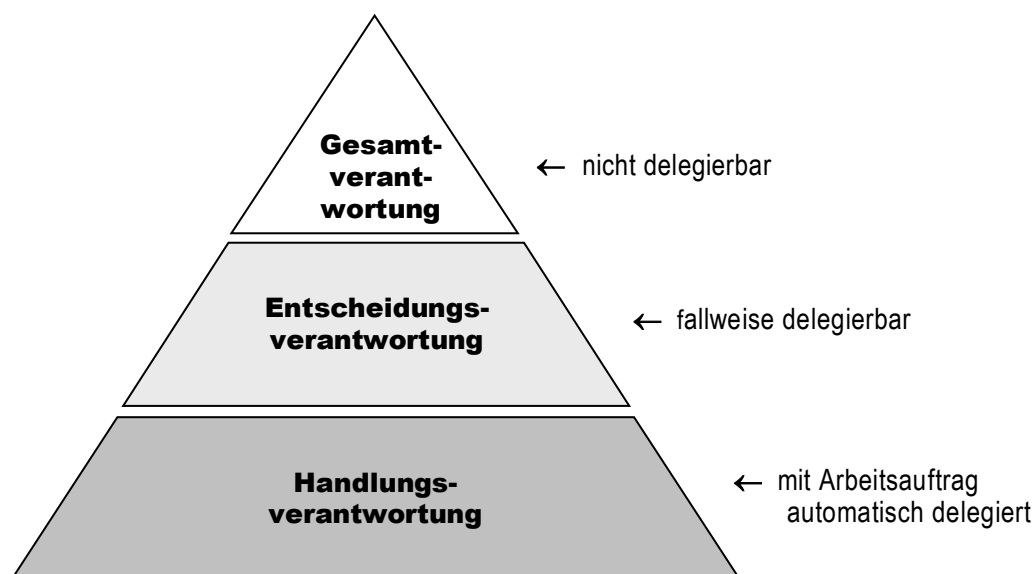 Gesamt-
verant-
wortung
← nicht delegierbar
Entscheidungs-
verantwortung
← fallweise delegierbar
Handlungs-
verantwortung
← mit Arbeitsauftrag
automatisch delegiert